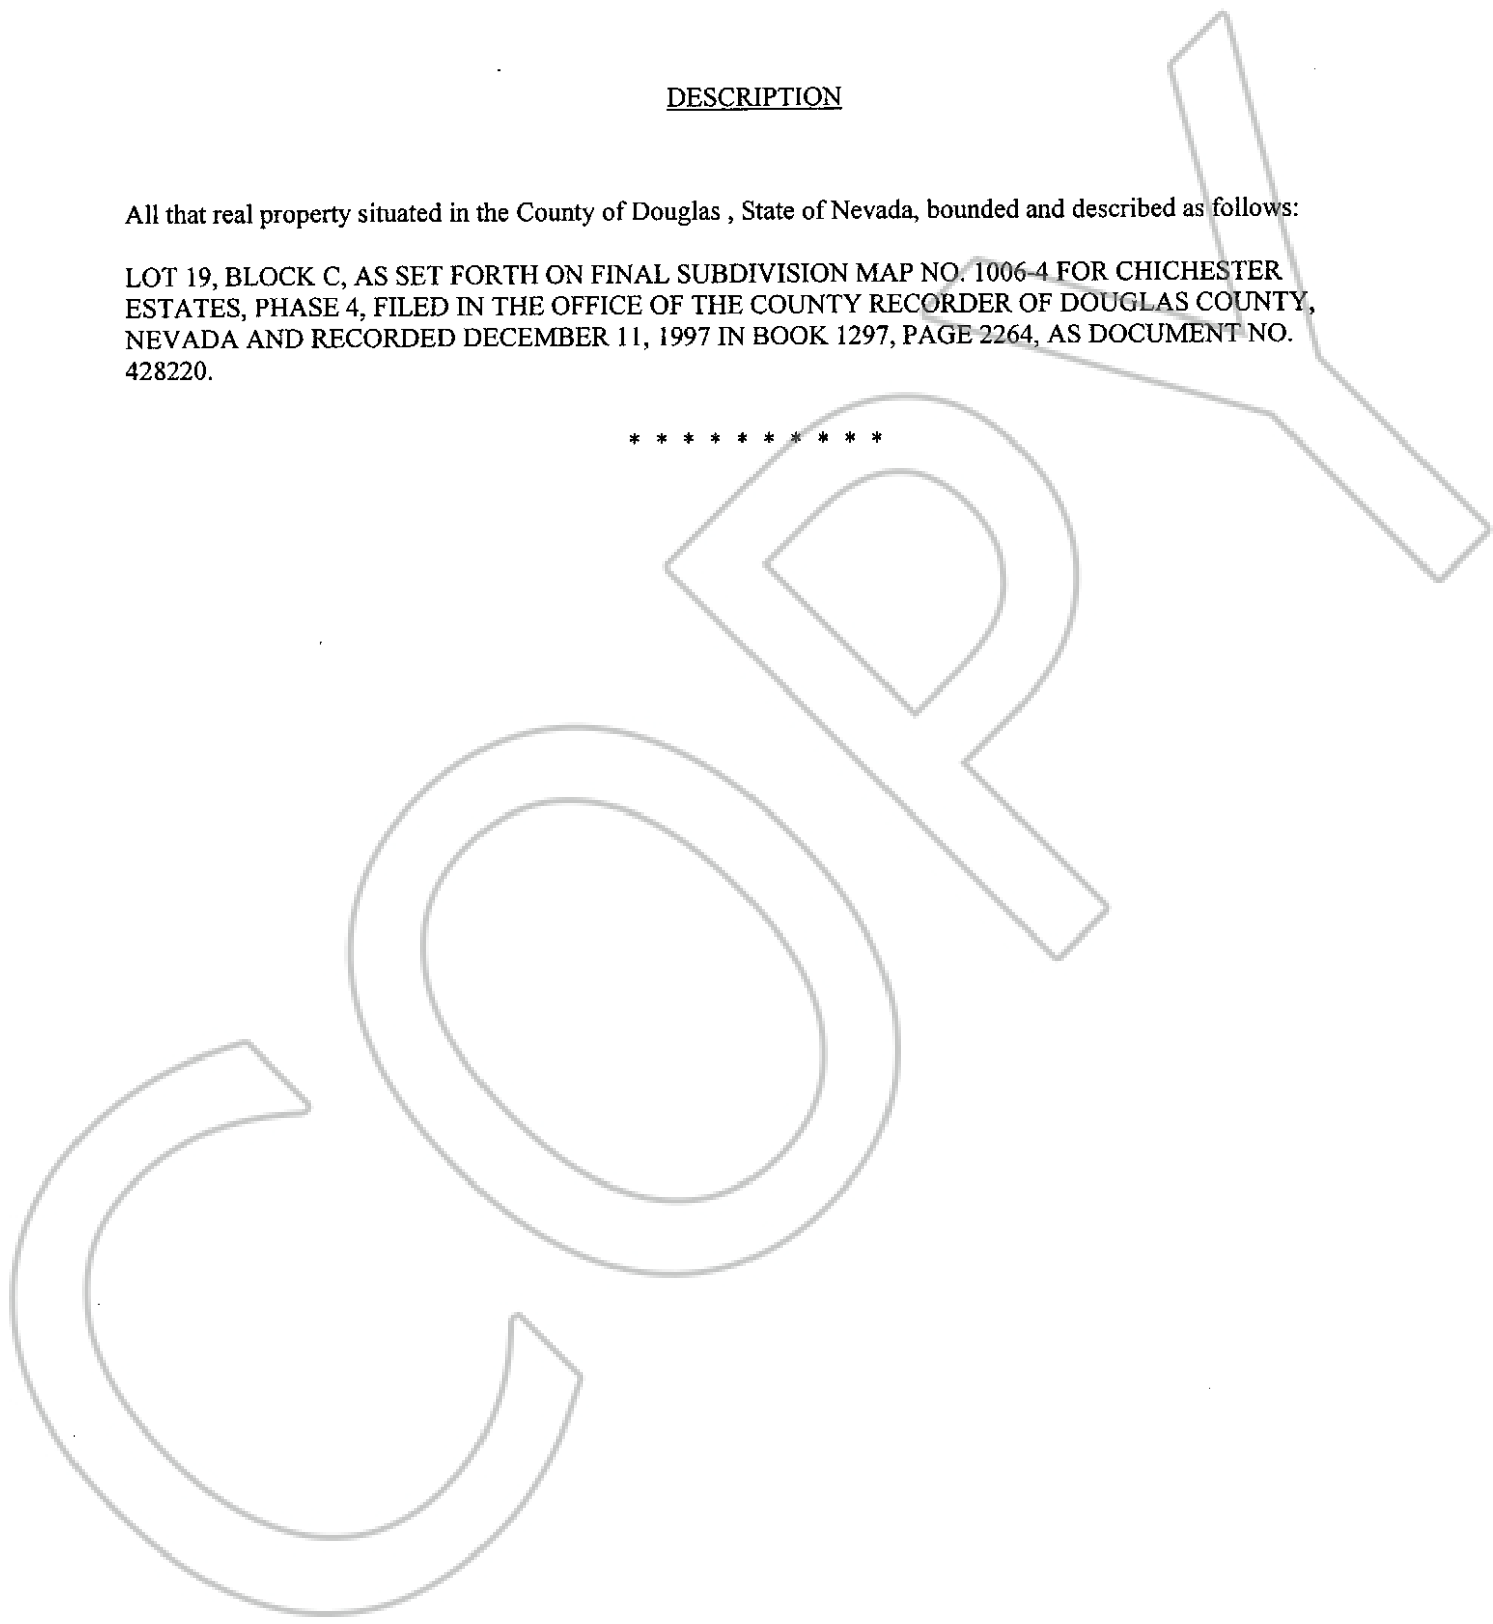 DESCRIPTION
All that real property situated in the County of Douglas , State of Nevada, bounded and described as follows:
LOT 19, BLOCK C, AS SET FORTH ON FINAL SUBDIVISION MAP NO. 1006-4 FOR CHICHESTER
ESTATES, PHASE 4, FILED IN THE OFFICE OF THE COUNTY RECORDER OF DOUGLAS COUNTY,
NEVADA AND RECORDED DECEMBER 11, 1997 IN BOOK 1297, PAGE 2264, AS DOCUMENT NO.
428220.
* * * * * * * * * *
COPY